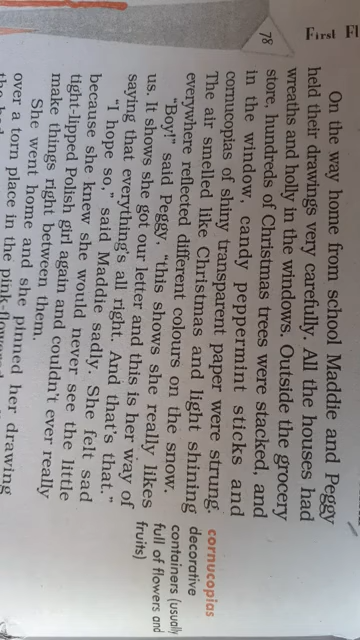 First Fl
78
On the way home from school Maddie and Peggy
held their drawings very carefully. All the houses had
wreaths and holly in the windows. Outside the grocery
store, hundreds of Christmas trees were stacked, and
in the window, candy peppermint sticks and
cornucopias of shiny transparent paper were strung.
The air smelled like Christmas and light shining
everywhere reflected different colours on the snow.
“Boy!” said Peggy, “this shows she really likes
us. It shows she got our letter and this is her way of
saying that everything’s all right. And that’s that.”
“I hope so,” said Maddie sadly. She felt sad
because she knew she would never see the little
tight-lipped Polish girl again and couldn’t ever really
make things right between them.
She went home and she pinned her drawing
over a torn place in the pink-flowered
cornucopias
decorative
containers (usually
full of flowers and
fruits)